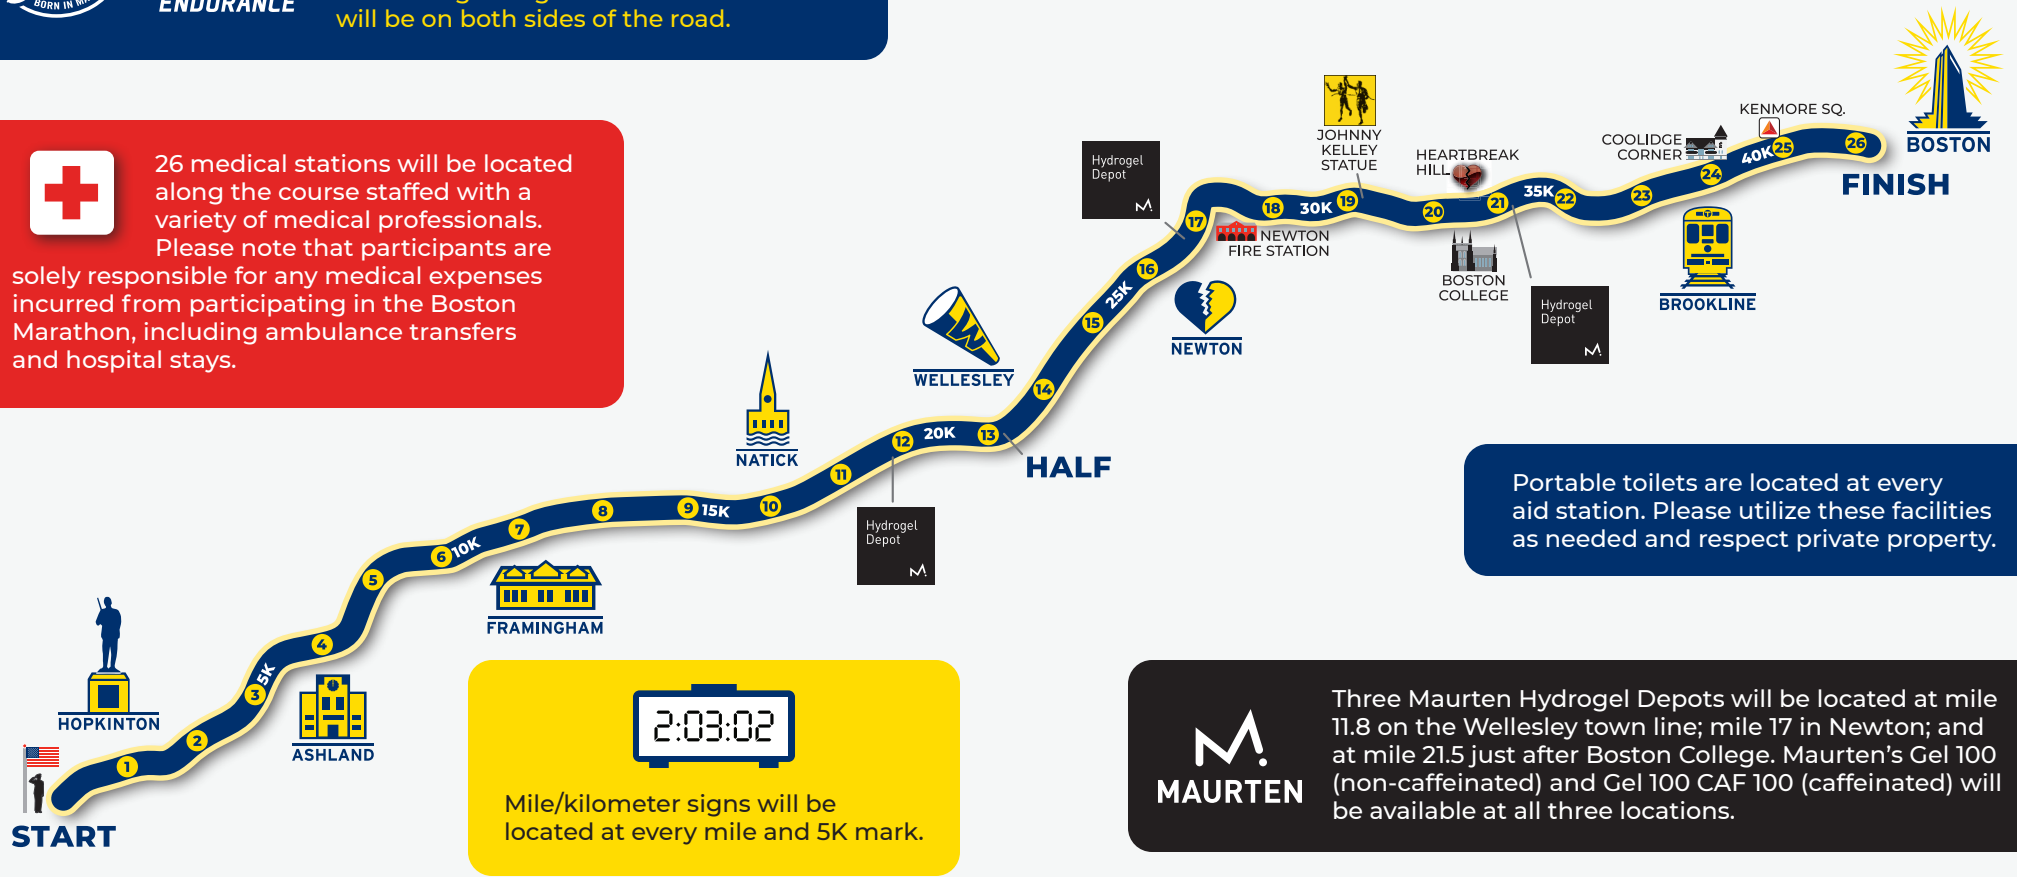 BORN IN MA
ENDURANCE
will be on both sides of the road.
26 medical stations will be located
along the course staffed with a
variety of medical professionals.
Please note that participants are
solely responsible for any medical expenses
incurred from participating in the Boston
Marathon, including ambulance transfers
and hospital stays.
START
HOPKINTON
1
2
3
5K
ASHLAND
4
5
6
10K
7
FRAMINGHAM
8
9
15K
NATICK
10
11
12
Hydrogel
Depot
M.
20K
13
HALF
WELLESLEY
W
14
15
25K
16
17
Hydrogel
Depot
M.
NEWTON
NEWTON
FIRE STATION
18
30K
19
JOHNNY
KELLEY
STATUE
20
HEARTBREAK
HILL
BOSTON
COLLEGE
21
Hydrogel
Depot
M.
35K
22
23
BROOKLINE
COOLIDGE
CORNER
24
40K
25
KENMORE SQ.
26
BOSTON
FINISH
Portable toilets are located at every
aid station. Please utilize these facilities
as needed and respect private property.
2:03:02
Mile/kilometer signs will be
located at every mile and 5K mark.
M.
MAURTEN
Three Maurten Hydrogel Depots will be located at mile
11.8 on the Wellesley town line; mile 17 in Newton; and
at mile 21.5 just after Boston College. Maurten’s Gel 100
(non-caffeinated) and Gel 100 CAF 100 (caffeinated) will
be available at all three locations.